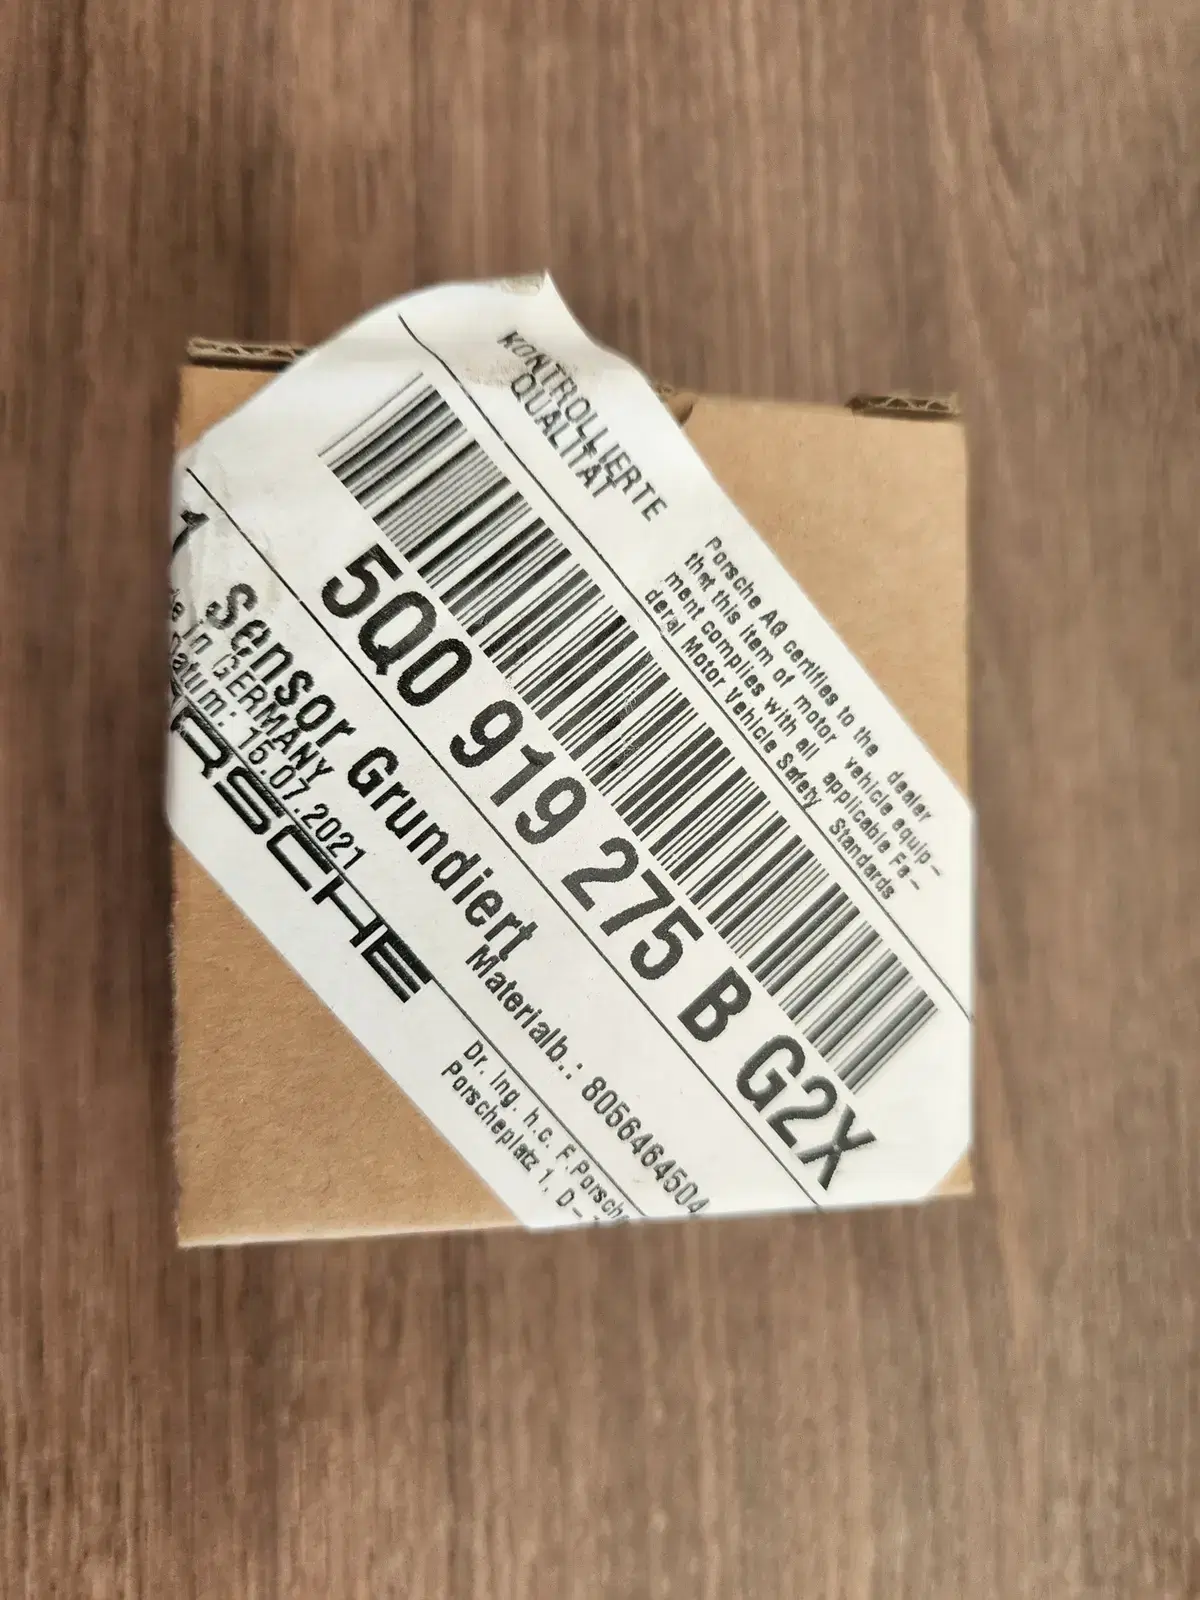 KONTROLLIERTE
QUALITÄT
Porsche AG certifies to the dealer
that this item of motor vehicle equip-
ment complies with all applicable Fe-
deral Motor Vehicle Safety Standards
5Q0 919 275 B G2X
1
Sensor Grundiert
Materialb.: 8056464504
in GERMANY
Datum: 15.07.2021
RSCHE
Dr. Ing. h.c. F.Porsch
Porscheplatz 1, D-